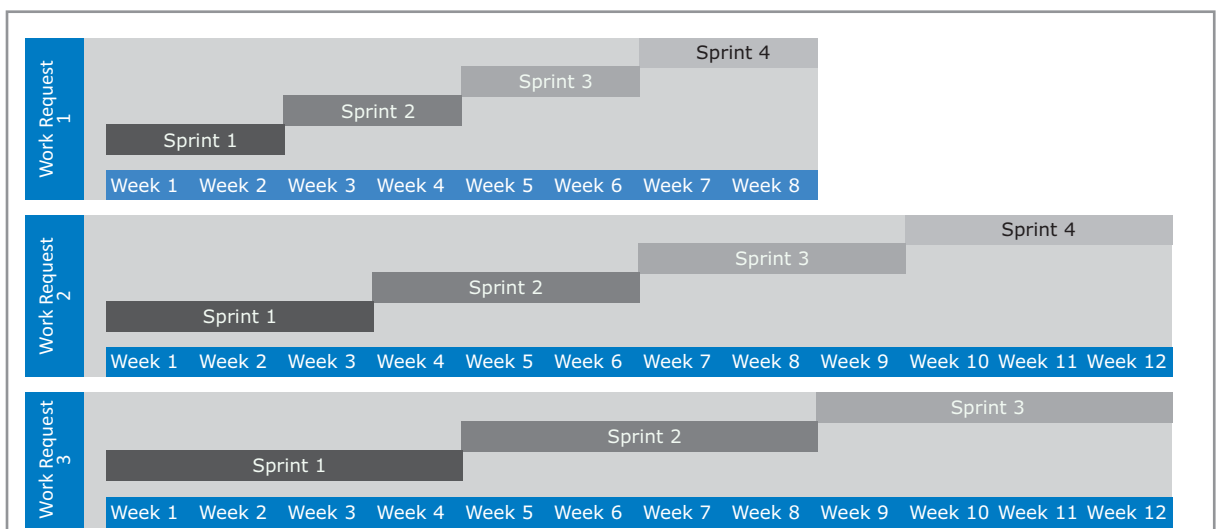 Work Request
1
Sprint 4
Sprint 3
Sprint 2
Sprint 1
Week 1 Week 2 Week 3 Week 4 Week 5 Week 6 Week 7 Week 8
Work Request
2
Sprint 4
Sprint 3
Sprint 2
Sprint 1
Week 1 Week 2 Week 3 Week 4 Week 5 Week 6 Week 7 Week 8 Week 9 Week 10 Week 11 Week 12
Work Request
3
Sprint 3
Sprint 2
Sprint 1
Week 1 Week 2 Week 3 Week 4 Week 5 Week 6 Week 7 Week 8 Week 9 Week 10 Week 11 Week 12